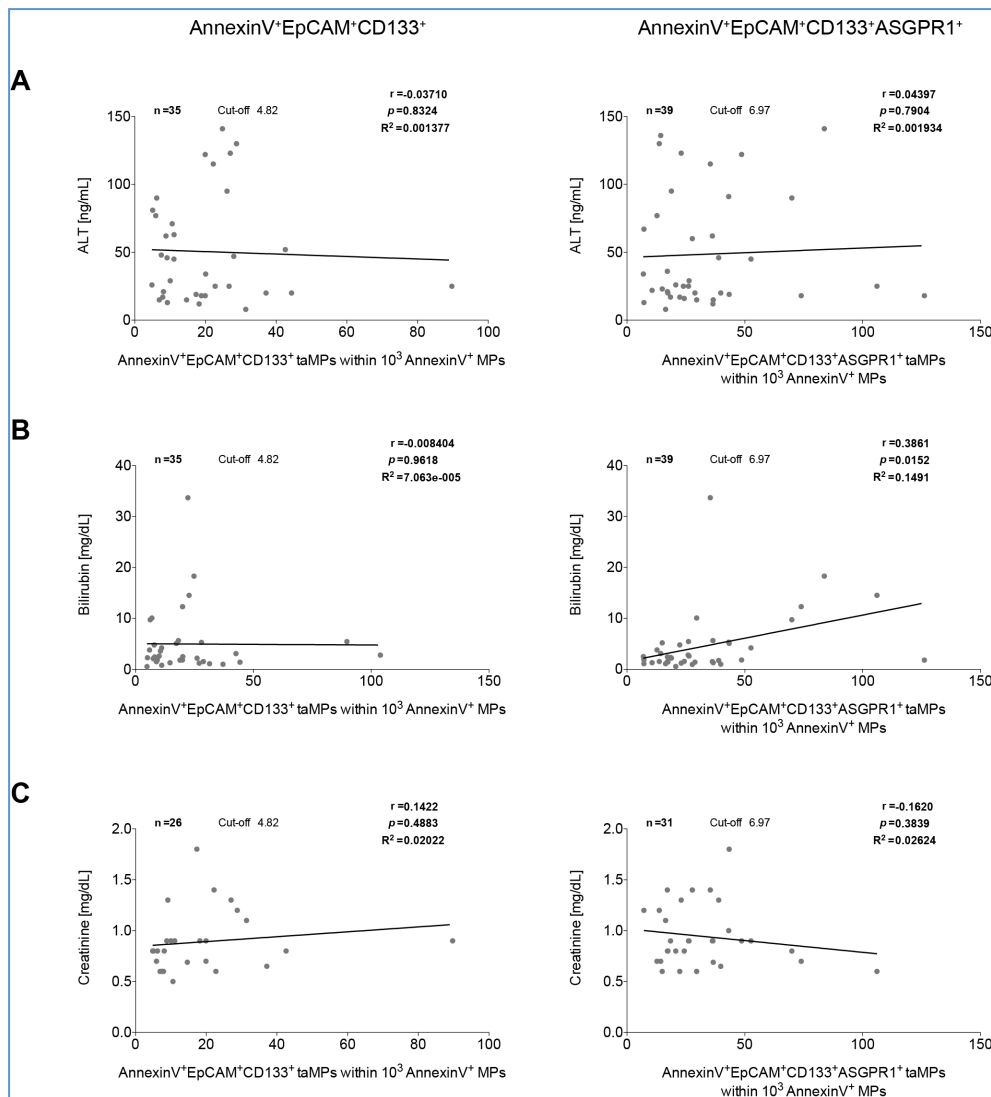 AnnexinV⁺EpCAM⁺CD133⁺
AnnexinV⁺EpCAM⁺CD133⁺ASGPR1⁺
A
n =35 Cut-off 4.82
r =-0.03710
p =0.8324
R² =0.001377
ALT [ng/mL]
150
100
50
0
0 20 40 60 80 100
AnnexinV⁺EpCAM⁺CD133⁺ taMPs within 10³ AnnexinV⁺ MPs
n =39 Cut-off 6.97
r =0.04397
p =0.7904
R² =0.001934
ALT [ng/mL]
150
100
50
0
0 50 100 150
AnnexinV⁺EpCAM⁺CD133⁺ASGPR1⁺ taMPs
within 10³ AnnexinV⁺ MPs
B
n =35 Cut-off 4.82
r =-0.008404
p =0.9618
R² =7.063e-005
Bilirubin [mg/dL]
40
30
20
10
0
0 50 100 150
AnnexinV⁺EpCAM⁺CD133⁺ taMPs within 10³ AnnexinV⁺ MPs
n =39 Cut-off 6.97
r =0.3861
p =0.0152
R² =0.1491
Bilirubin [mg/dL]
40
30
20
10
0
0 50 100 150
AnnexinV⁺EpCAM⁺CD133⁺ASGPR1⁺ taMPs
within 10³ AnnexinV⁺ MPs
C
n =26 Cut-off 4.82
r =0.1422
p =0.4883
R² =0.02022
Creatinine [mg/dL]
2.0
1.5
1.0
0.5
0.0
0 20 40 60 80 100
AnnexinV⁺EpCAM⁺CD133⁺ taMPs within 10³ AnnexinV⁺ MPs
n =31 Cut-off 6.97
r =-0.1620
p =0.3839
R² =0.02624
Creatinine [mg/dL]
2.0
1.5
1.0
0.5
0.0
0 50 100 150
AnnexinV⁺EpCAM⁺CD133⁺ASGPR1⁺ taMPs
within 10³ AnnexinV⁺ MPs